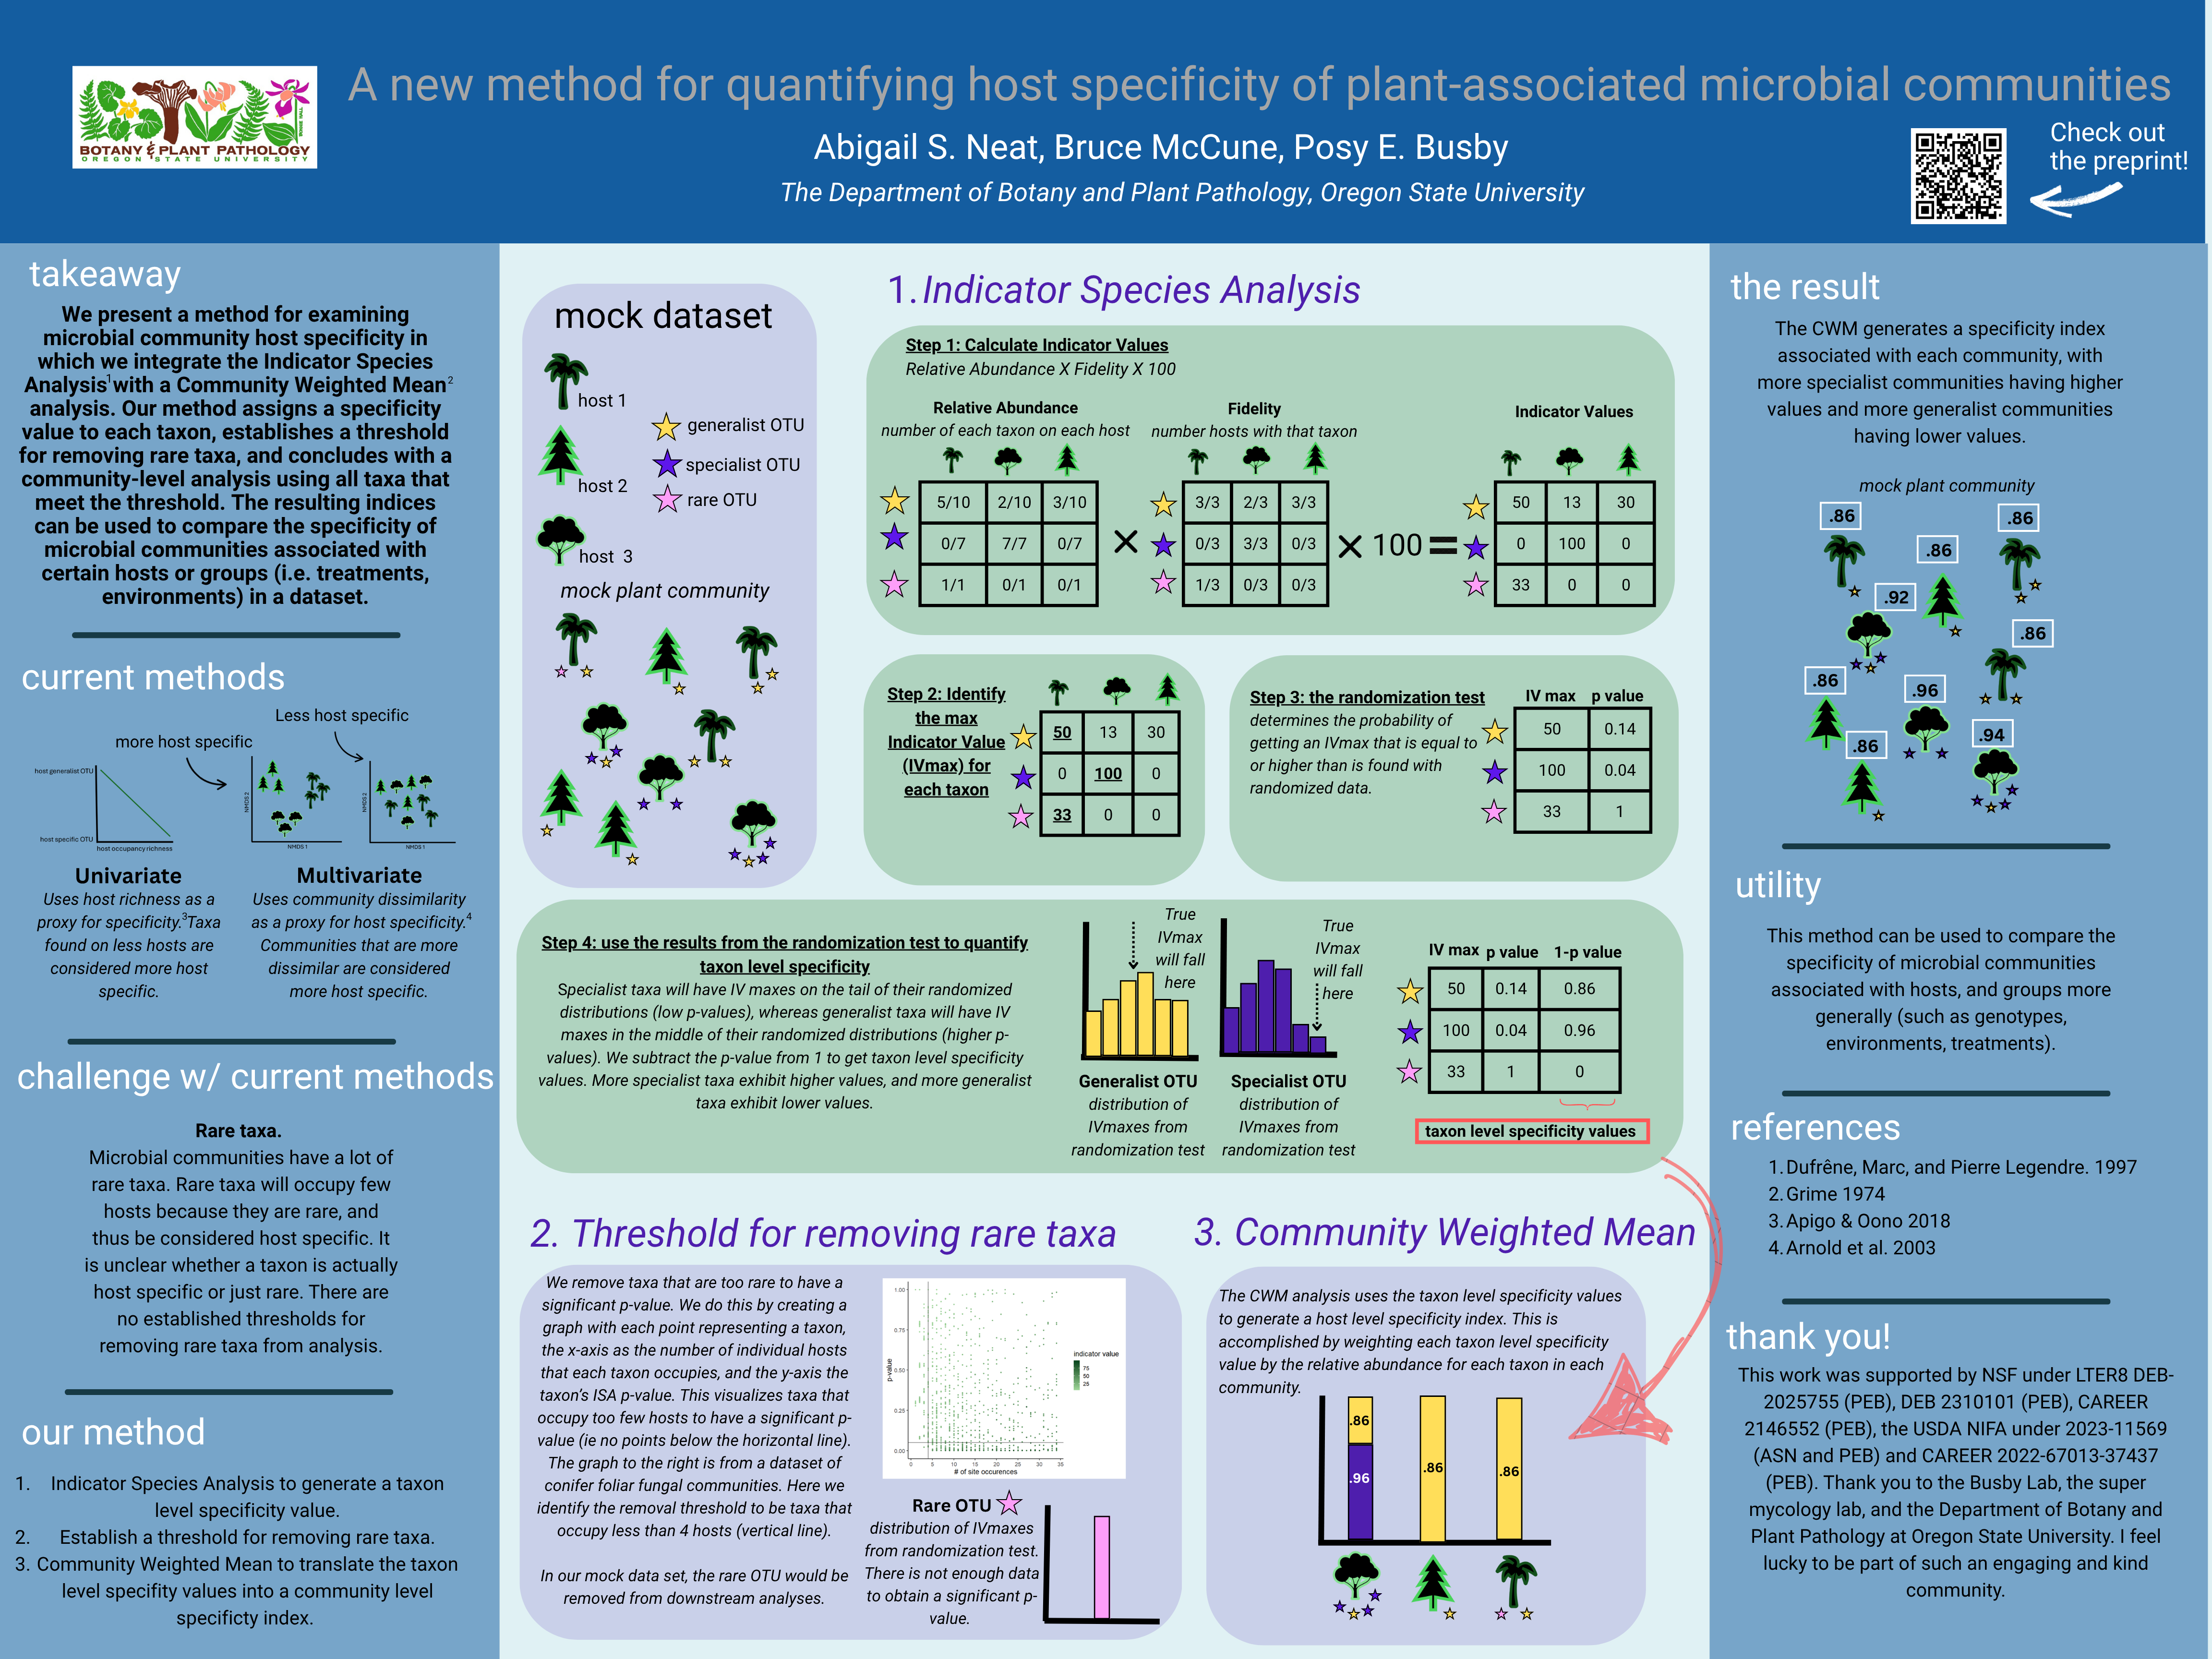 BOTANY & PLANT PATHOLOGY
OREGON STATE UNIVERSITY
A new method for quantifying host specificity of plant-associated microbial communities
Abigail S. Neat, Bruce McCune, Posy E. Busby
The Department of Botany and Plant Pathology, Oregon State University
Check out
the preprint!
takeaway
We present a method for examining
microbial community host specificity in
which we integrate the Indicator Species
Analysis1 with a Community Weighted Mean2
analysis. Our method assigns a specificity
value to each taxon, establishes a threshold
for removing rare taxa, and concludes with a
community-level analysis using all taxa that
meet the threshold. The resulting indices
can be used to compare the specificity of
microbial communities associated with
certain hosts or groups (i.e. treatments,
environments) in a dataset.
current methods
Less host specific
more host specific
host generalist OTU
host specific OTU
host occupancy richness
NMDS 2
NMDS 1
NMDS 2
NMDS 1
Univariate
Uses host richness as a
proxy for specificity.3 Taxa
found on less hosts are
considered more host
specific.
Multivariate
Uses community dissimilarity
as a proxy for host specificity.4
Communities that are more
dissimilar are considered
more host specific.
challenge w/ current methods
Rare taxa.
Microbial communities have a lot of
rare taxa. Rare taxa will occupy few
hosts because they are rare, and
thus be considered host specific. It
is unclear whether a taxon is actually
host specific or just rare. There are
no established thresholds for
removing rare taxa from analysis.
our method
1. Indicator Species Analysis to generate a taxon
level specificity value.
2. Establish a threshold for removing rare taxa.
3. Community Weighted Mean to translate the taxon
level specifity values into a community level
specificty index.
mock dataset
host 1
host 2
host 3
generalist OTU
specialist OTU
rare OTU
mock plant community
1. Indicator Species Analysis
Step 1: Calculate Indicator Values
Relative Abundance X Fidelity X 100
Relative Abundance
number of each taxon on each host
5/10 2/10 3/10
0/7 7/7 0/7
1/1 0/1 0/1
×
Fidelity
number hosts with that taxon
3/3 2/3 3/3
0/3 3/3 0/3
1/3 0/3 0/3
× 100 =
Indicator Values
50 13 30
0 100 0
33 0 0
Step 2: Identify
the max
Indicator Value
(IVmax) for
each taxon
50 13 30
0 100 0
33 0 0
Step 3: the randomization test
determines the probability of
getting an IVmax that is equal to
or higher than is found with
randomized data.
IV max p value
50 0.14
100 0.04
33 1
Step 4: use the results from the randomization test to quantify
taxon level specificity
Specialist taxa will have IV maxes on the tail of their randomized
distributions (low p-values), whereas generalist taxa will have IV
maxes in the middle of their randomized distributions (higher p-
values). We subtract the p-value from 1 to get taxon level specificity
values. More specialist taxa exhibit higher values, and more generalist
taxa exhibit lower values.
True
IVmax
will fall
here
Generalist OTU
distribution of
IVmaxes from
randomization test
True
IVmax
will fall
here
Specialist OTU
distribution of
IVmaxes from
randomization test
IV max p value 1-p value
50 0.14 0.86
100 0.04 0.96
33 1 0
taxon level specificity values
2. Threshold for removing rare taxa
We remove taxa that are too rare to have a
significant p-value. We do this by creating a
graph with each point representing a taxon,
the x-axis as the number of individual hosts
that each taxon occupies, and the y-axis the
taxon's ISA p-value. This visualizes taxa that
occupy too few hosts to have a significant p-
value (ie no points below the horizontal line).
The graph to the right is from a dataset of
conifer foliar fungal communities. Here we
identify the removal threshold to be taxa that
occupy less than 4 hosts (vertical line).
In our mock data set, the rare OTU would be
removed from downstream analyses.
1.00
0.75
0.50
0.25
0.00
p-value
0 5 10 15 20 25 30 35
# of site occurences
indicator value
75
50
25
Rare OTU
distribution of IVmaxes
from randomization test.
There is not enough data
to obtain a significant p-
value.
3. Community Weighted Mean
The CWM analysis uses the taxon level specificity values
to generate a host level specificity index. This is
accomplished by weighting each taxon level specificity
value by the relative abundance for each taxon in each
community.
.86
.96
.86
.86
the result
The CWM generates a specificity index
associated with each community, with
more specialist communities having higher
values and more generalist communities
having lower values.
mock plant community
.86
.86
.86
.92
.86
.86
.96
.94
.86
utility
This method can be used to compare the
specificity of microbial communities
associated with hosts, and groups more
generally (such as genotypes,
environments, treatments).
references
1. Dufrêne, Marc, and Pierre Legendre. 1997
2. Grime 1974
3. Apigo & Oono 2018
4. Arnold et al. 2003
thank you!
This work was supported by NSF under LTER8 DEB-
2025755 (PEB), DEB 2310101 (PEB), CAREER
2146552 (PEB), the USDA NIFA under 2023-11569
(ASN and PEB) and CAREER 2022-67013-37437
(PEB). Thank you to the Busby Lab, the super
mycology lab, and the Department of Botany and
Plant Pathology at Oregon State University. I feel
lucky to be part of such an engaging and kind
community.